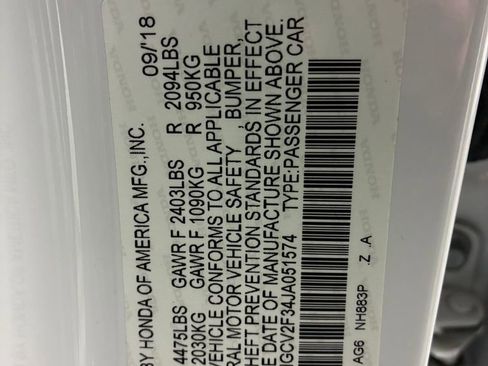 BY HONDA OF AMERICA MFG.,INC. 09/'18
4475LBS GAWR F 2403LBS R 2094LBS
2030KG GAWR F 1090KG R 950KG
VEHICLE CONFORMS TO ALL APPLICABLE
RAL MOTOR VEHICLE SAFETY, BUMPER,
HEFT PREVENTION STANDARDS IN EFFECT
E DATE OF MANUFACTURE SHOWN ABOVE.
HGCV2F34JA051574 TYPE:PASSENGER CAR
AG6 NH883P .Z .A